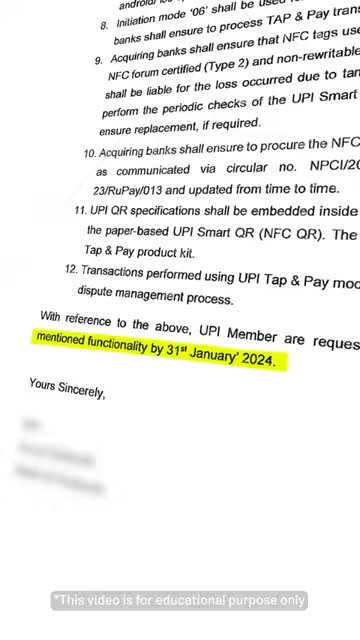 android/
8. Initiation mode '06' shall be used
banks shall ensure to process TAP & Pay tran
9. Acquiring banks shall ensure that NFC tags use
NFC forum certified (Type 2) and non-rewritable
shall be liable for the loss occurred due to tam
perform the periodic checks of the UPI Smart
ensure replacement, if required.
10. Acquiring banks shall ensure to procure the NFC
as communicated via circular no. NPCI/20
23/RuPay/013 and updated from time to time.
11. UPI QR specifications shall be embedded inside
the paper-based UPI Smart QR (NFC QR). The
Tap & Pay product kit.
12. Transactions performed using UPI Tap & Pay mod
dispute management process.
With reference to the above, UPI Member are reques
mentioned functionality by 31st January' 2024.
Yours Sincerely,
*This video is for educational purpose only